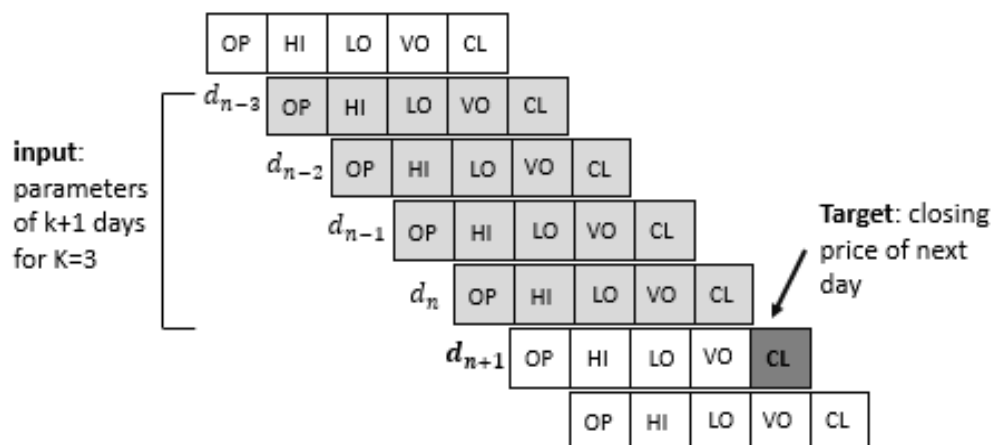 OP HI LO VO CL
d_{n-3} OP HI LO VO CL
input:
parameters
of k+1 days
for K=3
d_{n-2} OP HI LO VO CL
d_{n-1} OP HI LO VO CL
Target: closing
price of next
day
d_n OP HI LO VO CL
d_{n+1} OP HI LO VO CL
OP HI LO VO CL